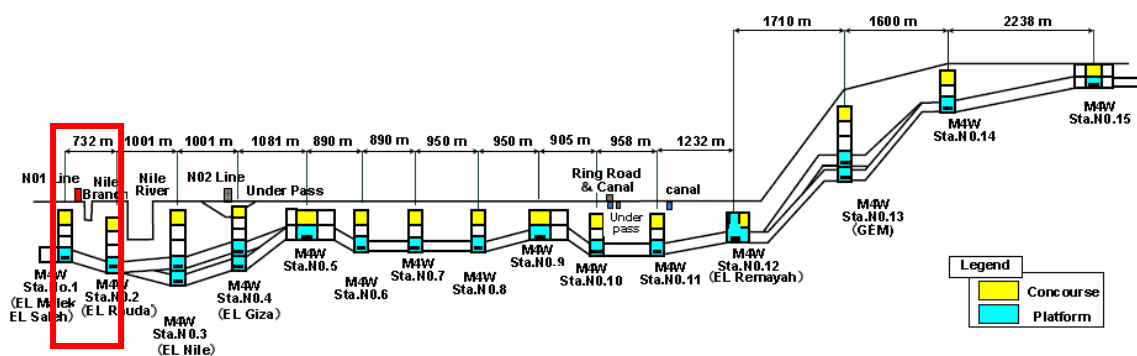 1710 m
1600 m
2238 m
732 m
1001 m
1001 m
1081 m
890 m
890 m
950 m
950 m
905 m
958 m
1232 m
N01 Line
Nile
Branch
Nile
River
N02 Line
Under Pass
Ring Road
& Canal
Under
pass
canal
M4W
Sta.No.1
(EL Malek
EL Saleh)
M4W
Sta.N0.2
(EL Rauda)
M4W
Sta.N0.3
(EL Nile)
M4W
Sta.N0.4
(EL Giza)
M4W
Sta.N0.5
M4W
Sta.N0.6
M4W
Sta.N0.7
M4W
Sta.N0.8
M4W
Sta.N0.9
M4W
Sta.N0.10
M4W
Sta.N0.11
M4W
Sta.N0.12
(EL Remayah)
M4W
Sta.N0.13
(GEM)
M4W
Sta.N0.14
M4W
Sta.N0.15
Legend
Concourse
Platform